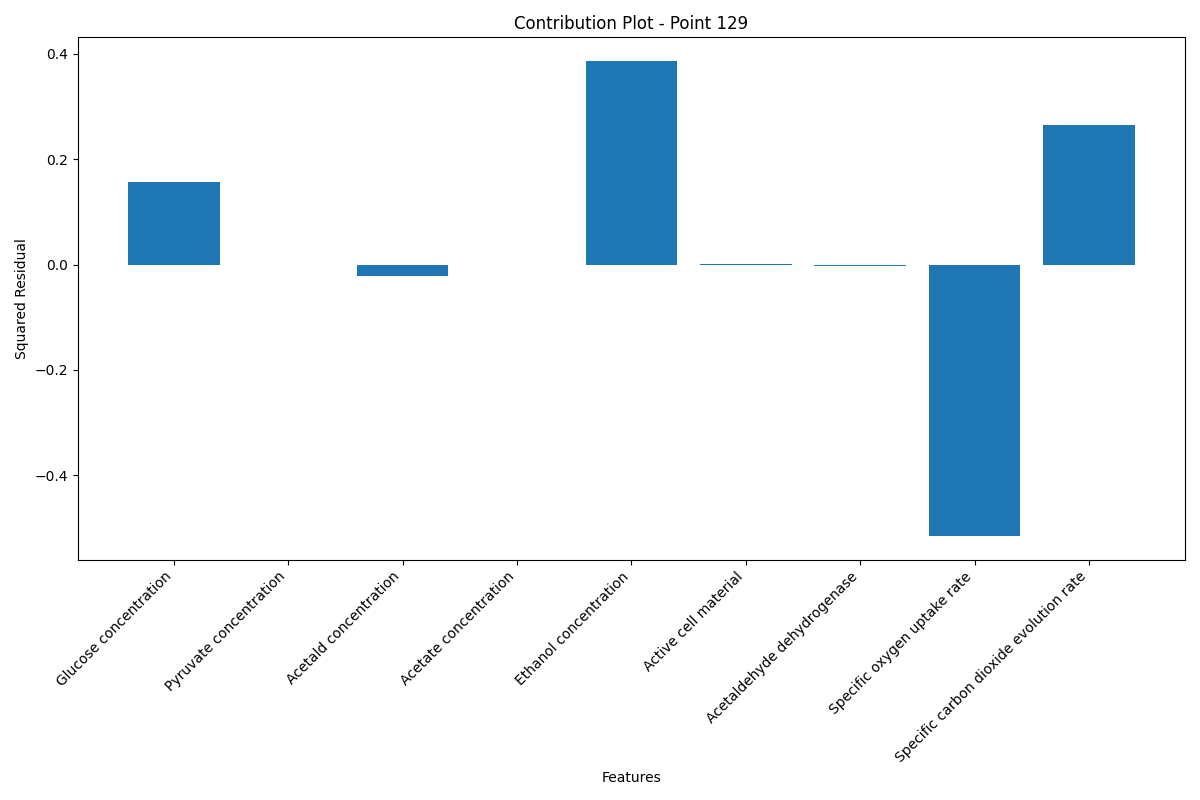 Contribution Plot - Point 129
Squared Residual
0.4
0.2
0.0
−0.2
−0.4
Glucose concentration
Pyruvate concentration
Acetald concentration
Acetate concentration
Ethanol concentration
Active cell material
Acetaldehyde dehydrogenase
Specific oxygen uptake rate
Specific carbon dioxide evolution rate
Features